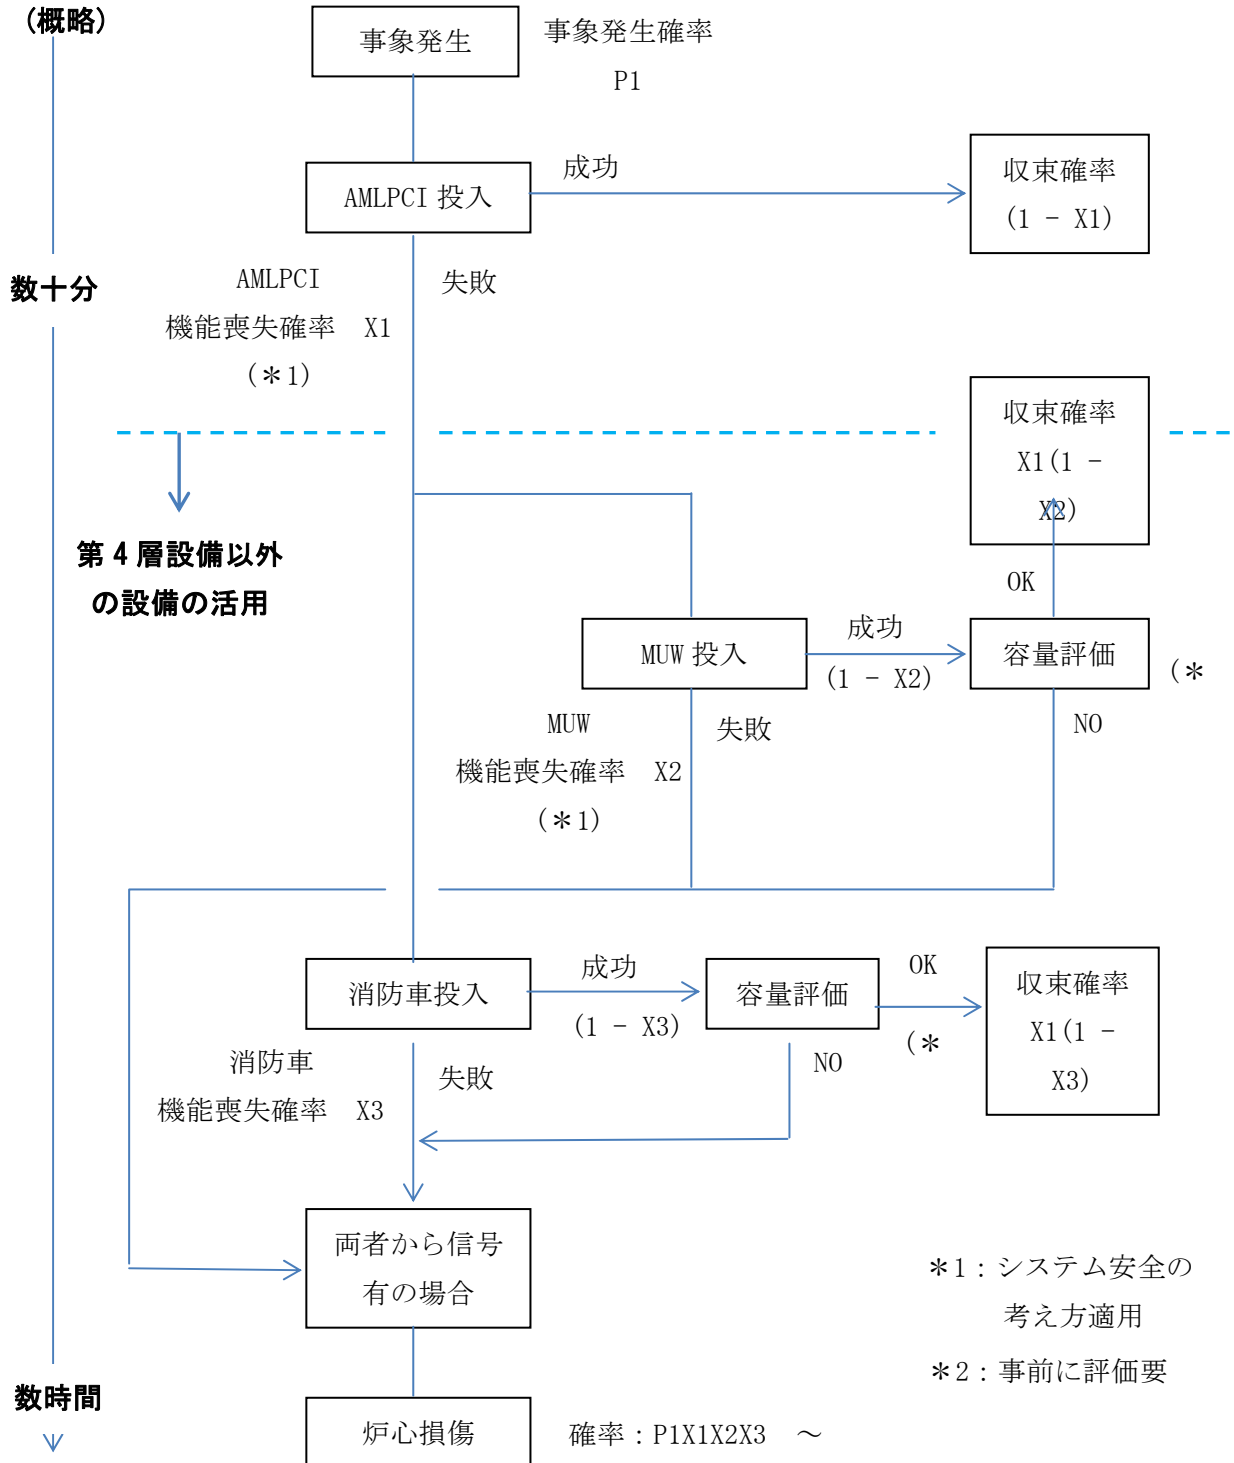 (概略)
事象発生
事象発生確率
P1
AMLPCI 投入
成功
収束確率
(1 - X1)
数十分
AMLPCI
機能喪失確率 X1
(＊1)
失敗
収束確率
X1(1 -
X2)
第 4 層設備以外
の設備の活用
OK
MUW 投入
成功
(1 - X2)
容量評価
(＊
MUW
機能喪失確率 X2
(＊1)
失敗
NO
消防車投入
成功
(1 - X3)
容量評価
OK
(＊
収束確率
X1(1 -
X3)
消防車
機能喪失確率 X3
失敗
NO
両者から信号
有の場合
＊1：システム安全の
考え方適用
＊2：事前に評価要
数時間
炉心損傷
確率：P1X1X2X3 ～